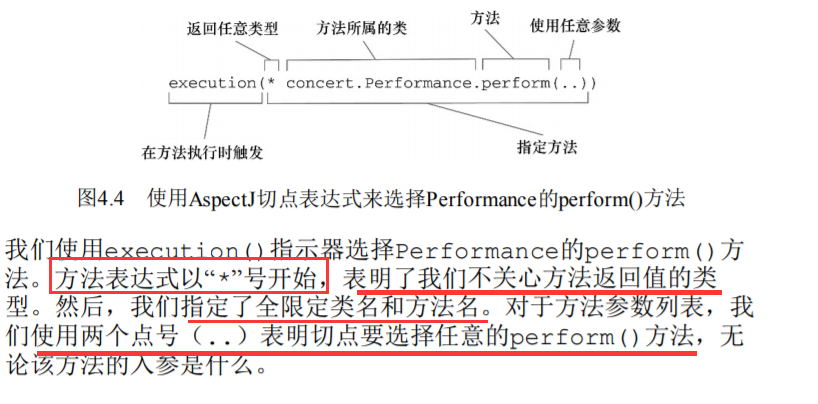 返回任意类型 方法所属的类 方法 使用任意参数
execution(* concert.Performance.perform(..))
在方法执行时触发 指定方法
图4.4 使用AspectJ切点表达式来选择Performance的perform()方法
我们使用execution()指示器选择Performance的perform()方
法。方法表达式以“*”号开始，表明了我们不关心方法返回值的类
型。然后，我们指定了全限定类名和方法名。对于方法参数列表，我
们使用两个点号（..）表明切点要选择任意的perform()方法，无
论该方法的入参是什么。